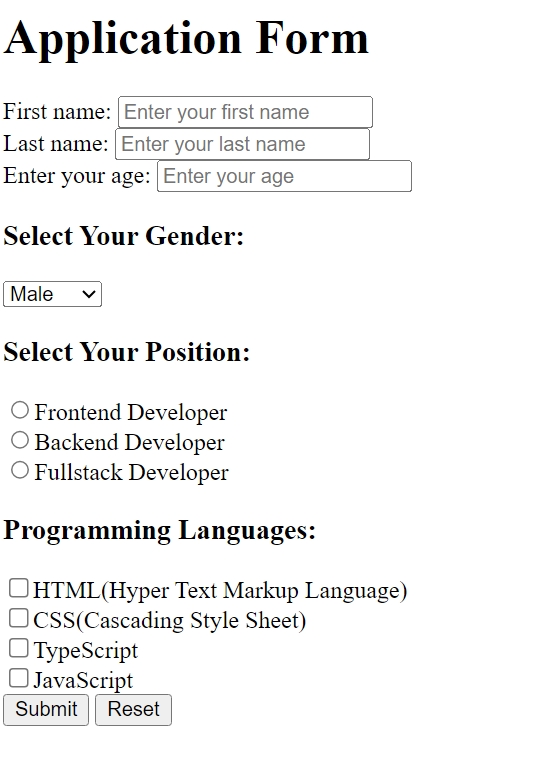 Application Form
First name: Enter your first name
Last name: Enter your last name
Enter your age: Enter your age
Select Your Gender:
Male
Select Your Position:
Frontend Developer
Backend Developer
Fullstack Developer
Programming Languages:
HTML(Hyper Text Markup Language)
CSS(Cascading Style Sheet)
TypeScript
JavaScript
Submit Reset